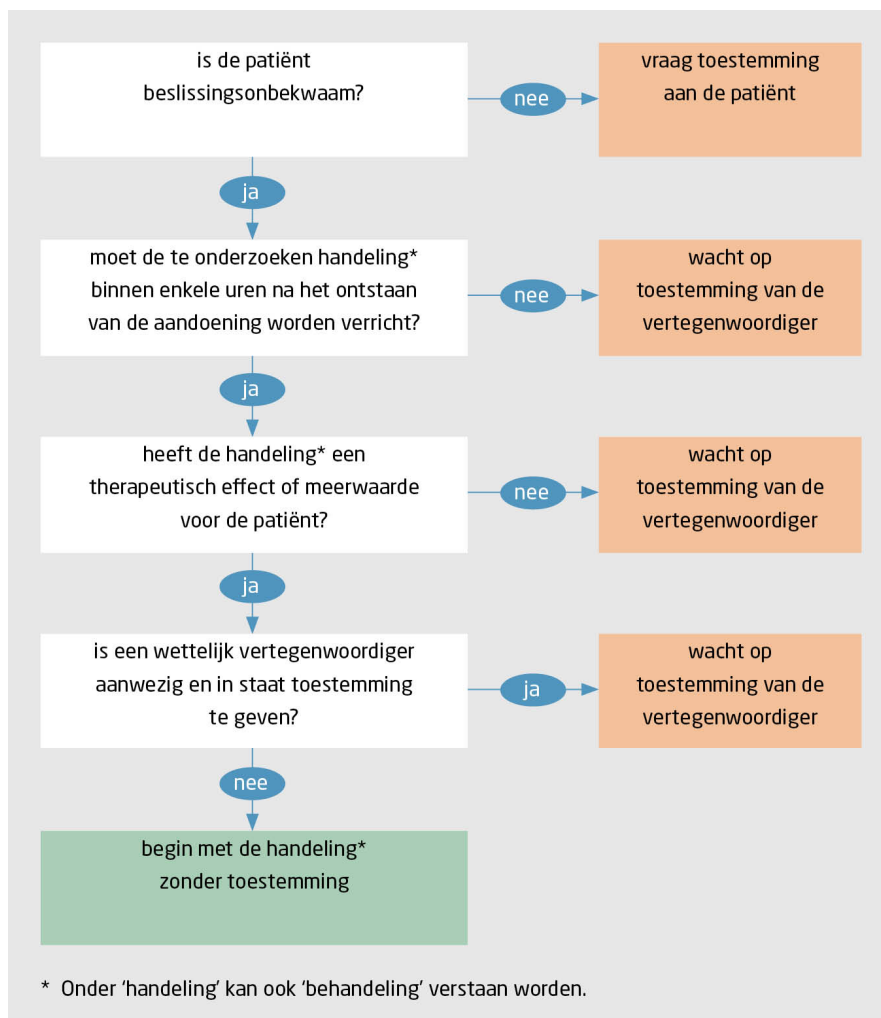 is de patiënt
beslissingsonbekwaam?
nee
vraag toestemming
aan de patiënt
ja
moet de te onderzoeken handeling*
binnen enkele uren na het ontstaan
van de aandoening worden verricht?
nee
wacht op
toestemming van de
vertegenwoordiger
ja
heeft de handeling* een
therapeutisch effect of meerwaarde
voor de patiënt?
nee
wacht op
toestemming van de
vertegenwoordiger
ja
is een wettelijk vertegenwoordiger
aanwezig en in staat toestemming
te geven?
ja
wacht op
toestemming van de
vertegenwoordiger
nee
begin met de handeling*
zonder toestemming
* Onder ‘handeling’ kan ook ‘behandeling’ verstaan worden.